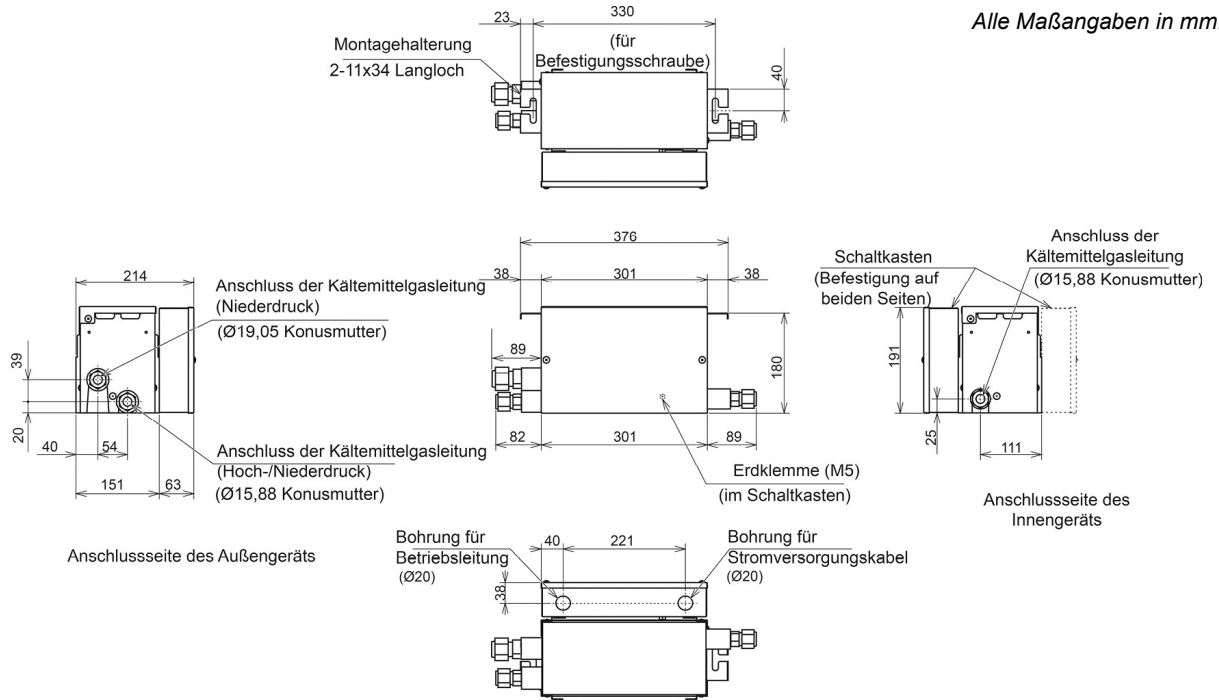 Alle Maßangaben in mm.
330
23
(für
Befestigungsschraube)
Montagehalterung
2-11x34 Langloch
40
376
38
301
38
89
180
82
301
89
Erdklemme (M5)
(im Schaltkasten)
214
Anschluss der Kältemittelgasleitung
(Niederdruck)
(Ø19,05 Konusmutter)
39
20
40
54
151
63
Anschluss der Kältemittelgasleitung
(Hoch-/Niederdruck)
(Ø15,88 Konusmutter)
Anschlussseite des Außengeräts
Schaltkasten
(Befestigung auf
beiden Seiten)
Anschluss der
Kältemittelgasleitung
(Ø15,88 Konusmutter)
191
25
111
Anschlussseite des
Innengeräts
Bohrung für
Betriebsleitung
(Ø20)
40
221
Bohrung für
Stromversorgungskabel
(Ø20)
38